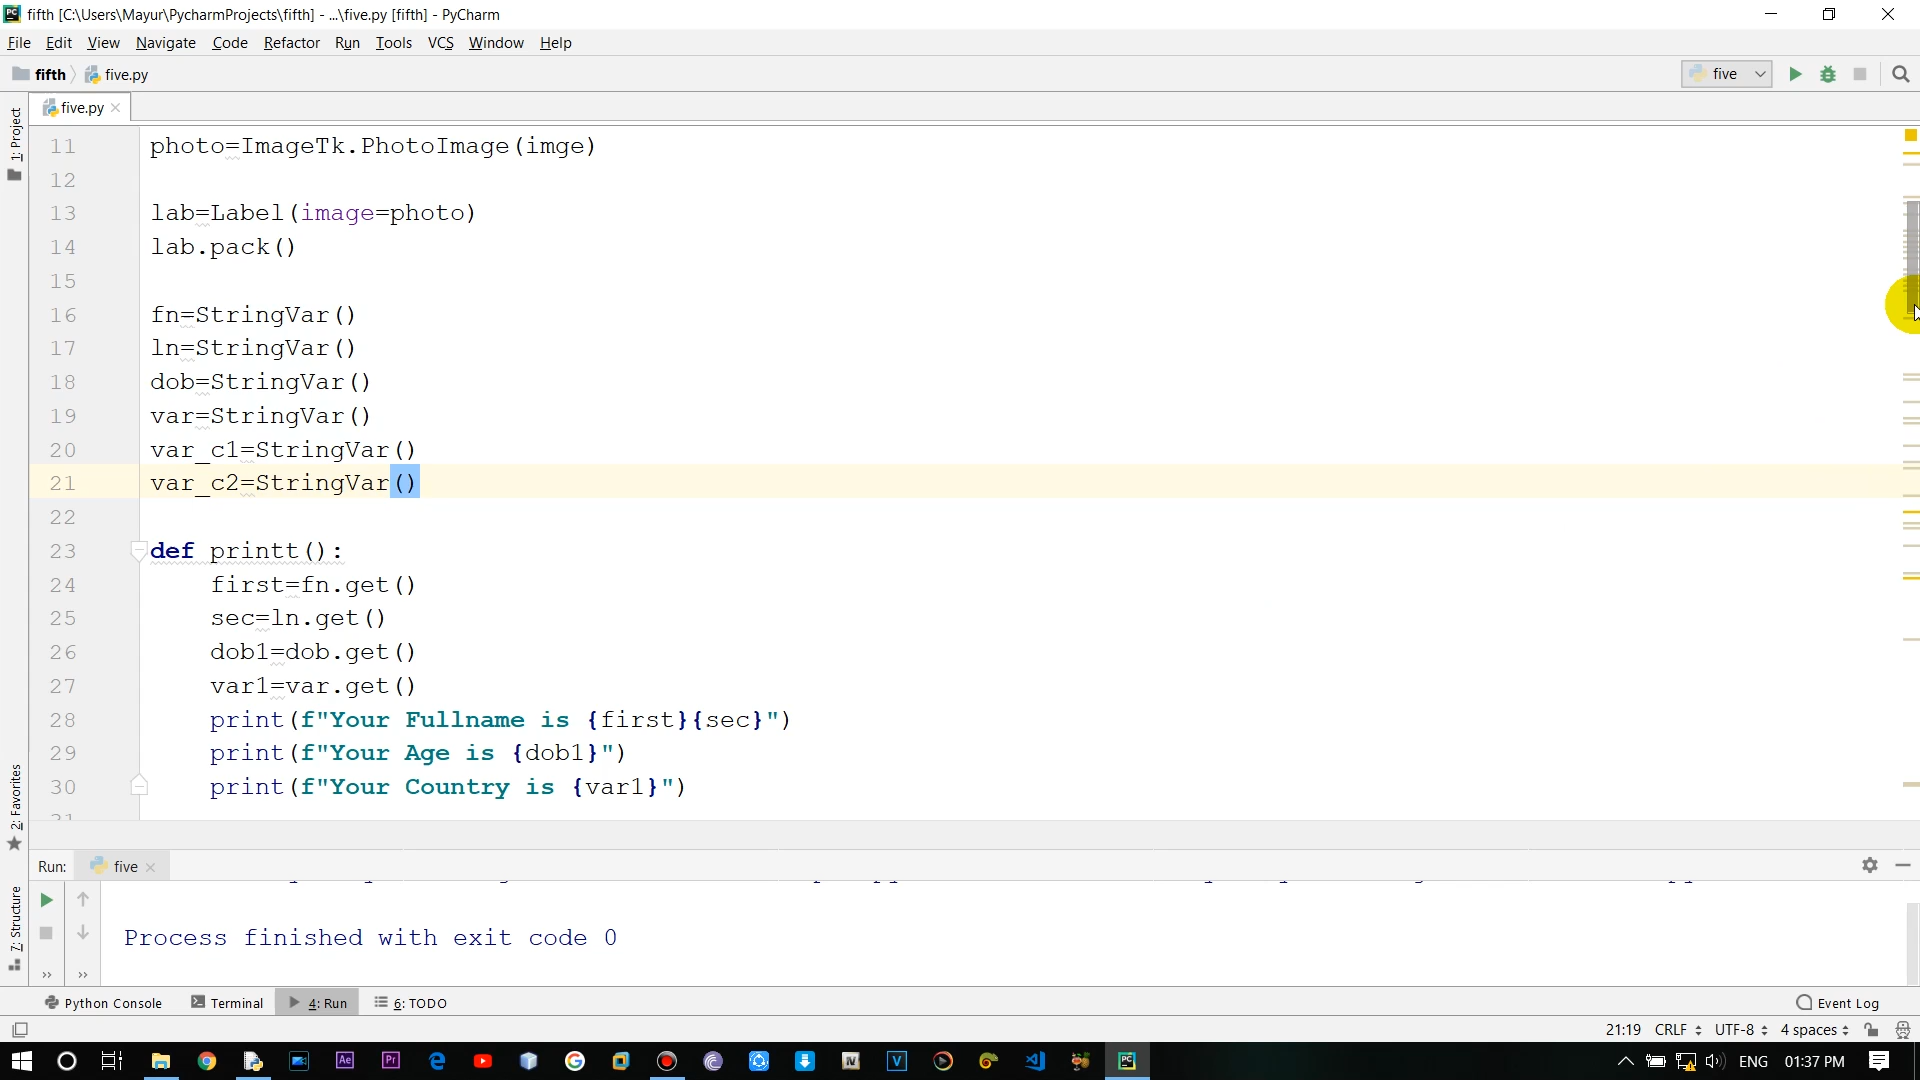 fifth [C:\Users\Mayur\PycharmProjects\fifth] - ...\five.py [fifth] - PyCharm
File Edit View Navigate Code Refactor Run Tools VCS Window Help
fifth five.py five
1: Project
five.py
11 photo=ImageTk.PhotoImage(imge)
12
13 lab=Label(image=photo)
14 lab.pack()
15
16 fn=StringVar()
17 ln=StringVar()
18 dob=StringVar()
19 var=StringVar()
20 var_c1=StringVar()
21 var_c2=StringVar()
22
23 def printt():
24 first=fn.get()
25 sec=ln.get()
26 dob1=dob.get()
27 var1=var.get()
28 print(f"Your Fullname is {first}{sec}")
29 print(f"Your Age is {dob1}")
30 print(f"Your Country is {var1}")
2: Favorites
7: Structure
Run: five
Process finished with exit code 0
Python Console Terminal 4: Run 6: TODO Event Log
21:19 CRLF UTF-8 4 spaces
ENG 01:37 PM